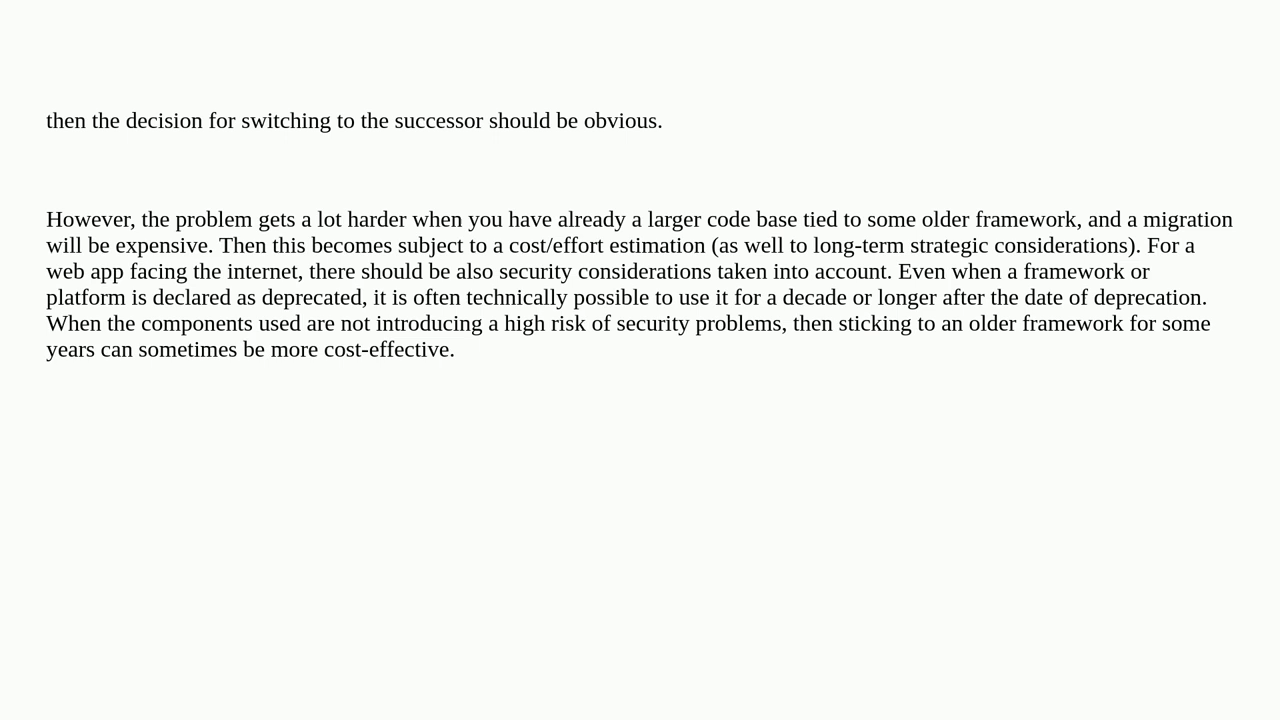 then the decision for switching to the successor should be obvious.
However, the problem gets a lot harder when you have already a larger code base tied to some older framework, and a migration
will be expensive. Then this becomes subject to a cost/effort estimation (as well to long-term strategic considerations). For a
web app facing the internet, there should be also security considerations taken into account. Even when a framework or
platform is declared as deprecated, it is often technically possible to use it for a decade or longer after the date of deprecation.
When the components used are not introducing a high risk of security problems, then sticking to an older framework for some
years can sometimes be more cost-effective.